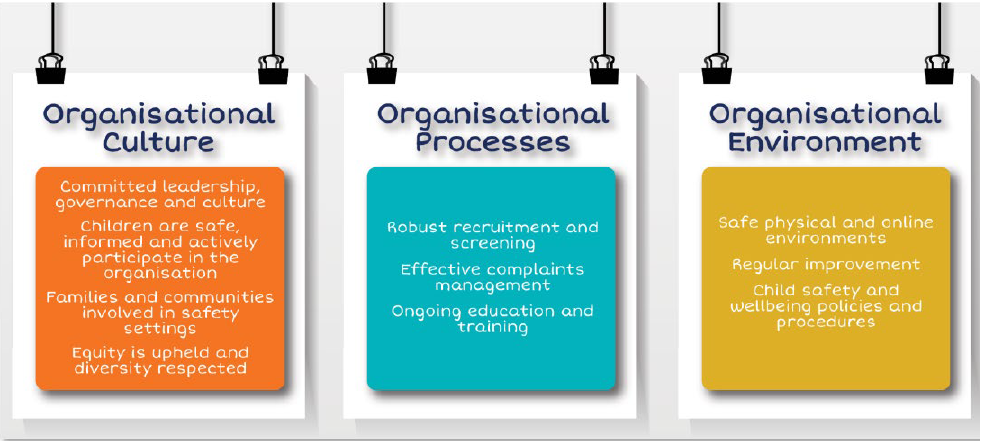 Organisational
Culture
Committed leadership,
governance and culture
Children are safe,
informed and actively
participate in the
organisation
Families and communities
involved in safety
settings
Equity is upheld and
diversity respected
Organisational
Processes
Robust recruitment and
screening
Effective complaints
management
Ongoing education and
training
Organisational
Environment
Safe physical and online
environments
Regular improvement
Child safety and
wellbeing policies and
procedures